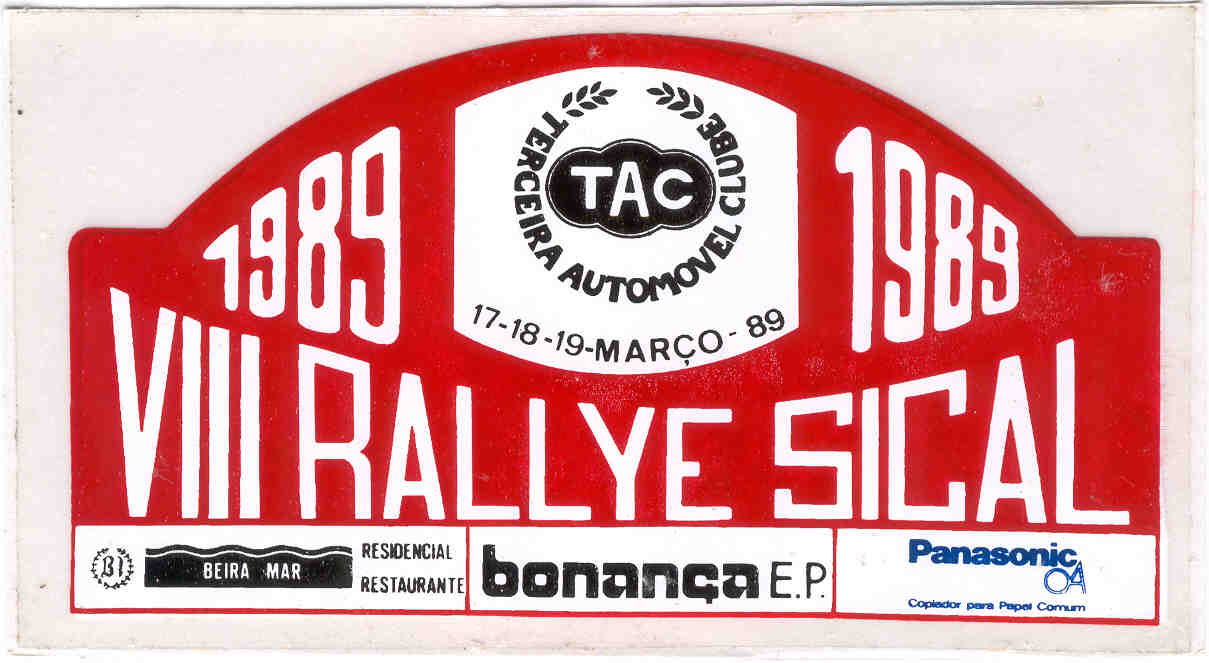 1989
TERCEIRA AUTOMOVEL CLUBE
TAC
17-18-19-MARÇO-89
1989
VIII RALLYE SICAL
BEIRA MAR
RESIDENCIAL
RESTAURANTE
bonança E.P.
Panasonic
OA
Copiador para Papel Comum